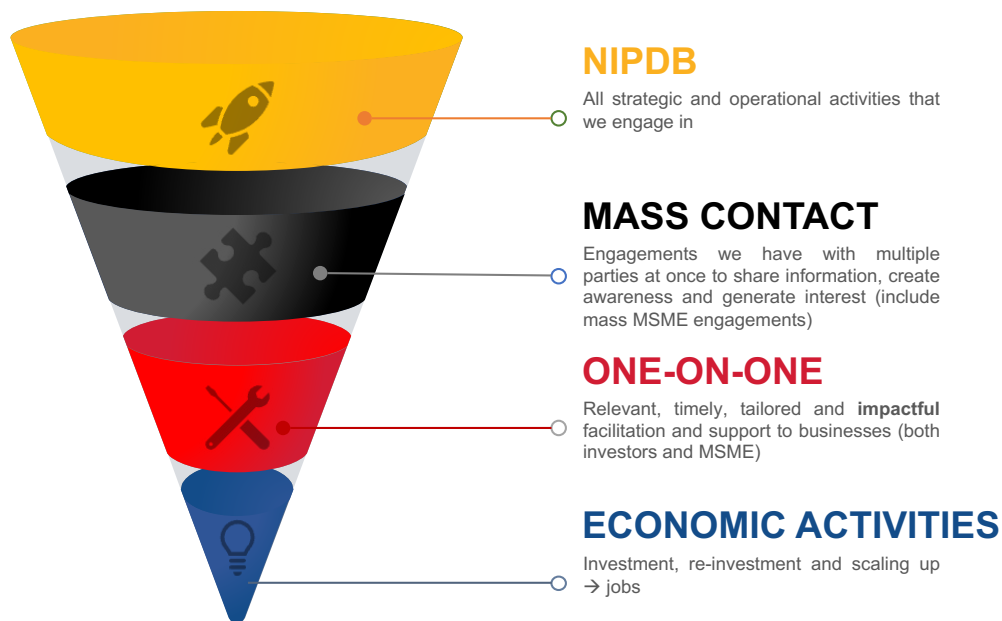 NIPDB
All strategic and operational activities that
we engage in
MASS CONTACT
Engagements we have with multiple
parties at once to share information, create
awareness and generate interest (include
mass MSME engagements)
ONE-ON-ONE
Relevant, timely, tailored and impactful
facilitation and support to businesses (both
investors and MSME)
ECONOMIC ACTIVITIES
Investment, re-investment and scaling up
→ jobs